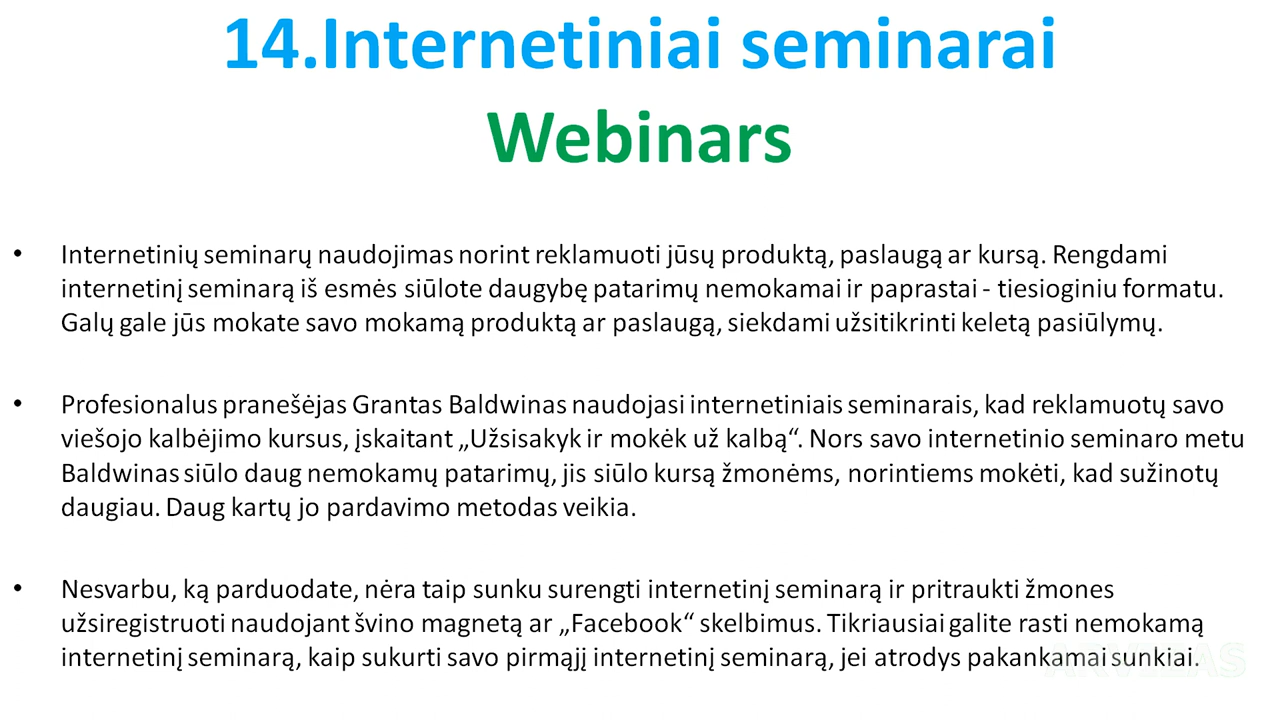 14.Internetiniai seminarai
Webinars
• Internetinių seminarų naudojimas norint reklamuoti jūsų produktą, paslaugą ar kursą. Rengdami
internetinį seminarą iš esmės siūlote daugybę patarimų nemokamai ir paprastai - tiesioginiu formatu.
Galų gale jūs mokate savo mokamą produktą ar paslaugą, siekdami užsitikrinti keletą pasiūlymų.
• Profesionalus pranešėjas Grantas Baldwinas naudojasi internetiniais seminarais, kad reklamuotų savo
viešojo kalbėjimo kursus, įskaitant „Užsisakyk ir mokėk už kalbą“. Nors savo internetinio seminaro metu
Baldwinas siūlo daug nemokamų patarimų, jis siūlo kursą žmonėms, norintiems mokėti, kad sužinotų
daugiau. Daug kartų jo pardavimo metodas veikia.
• Nesvarbu, ką parduodate, nėra taip sunku surengti internetinį seminarą ir pritraukti žmones
užsiregistruoti naudojant švino magnetą ar „Facebook“ skelbimus. Tikriausiai galite rasti nemokamą
internetinį seminarą, kaip sukurti savo pirmąjį internetinį seminarą, jei atrodys pakankamai sunkiai.